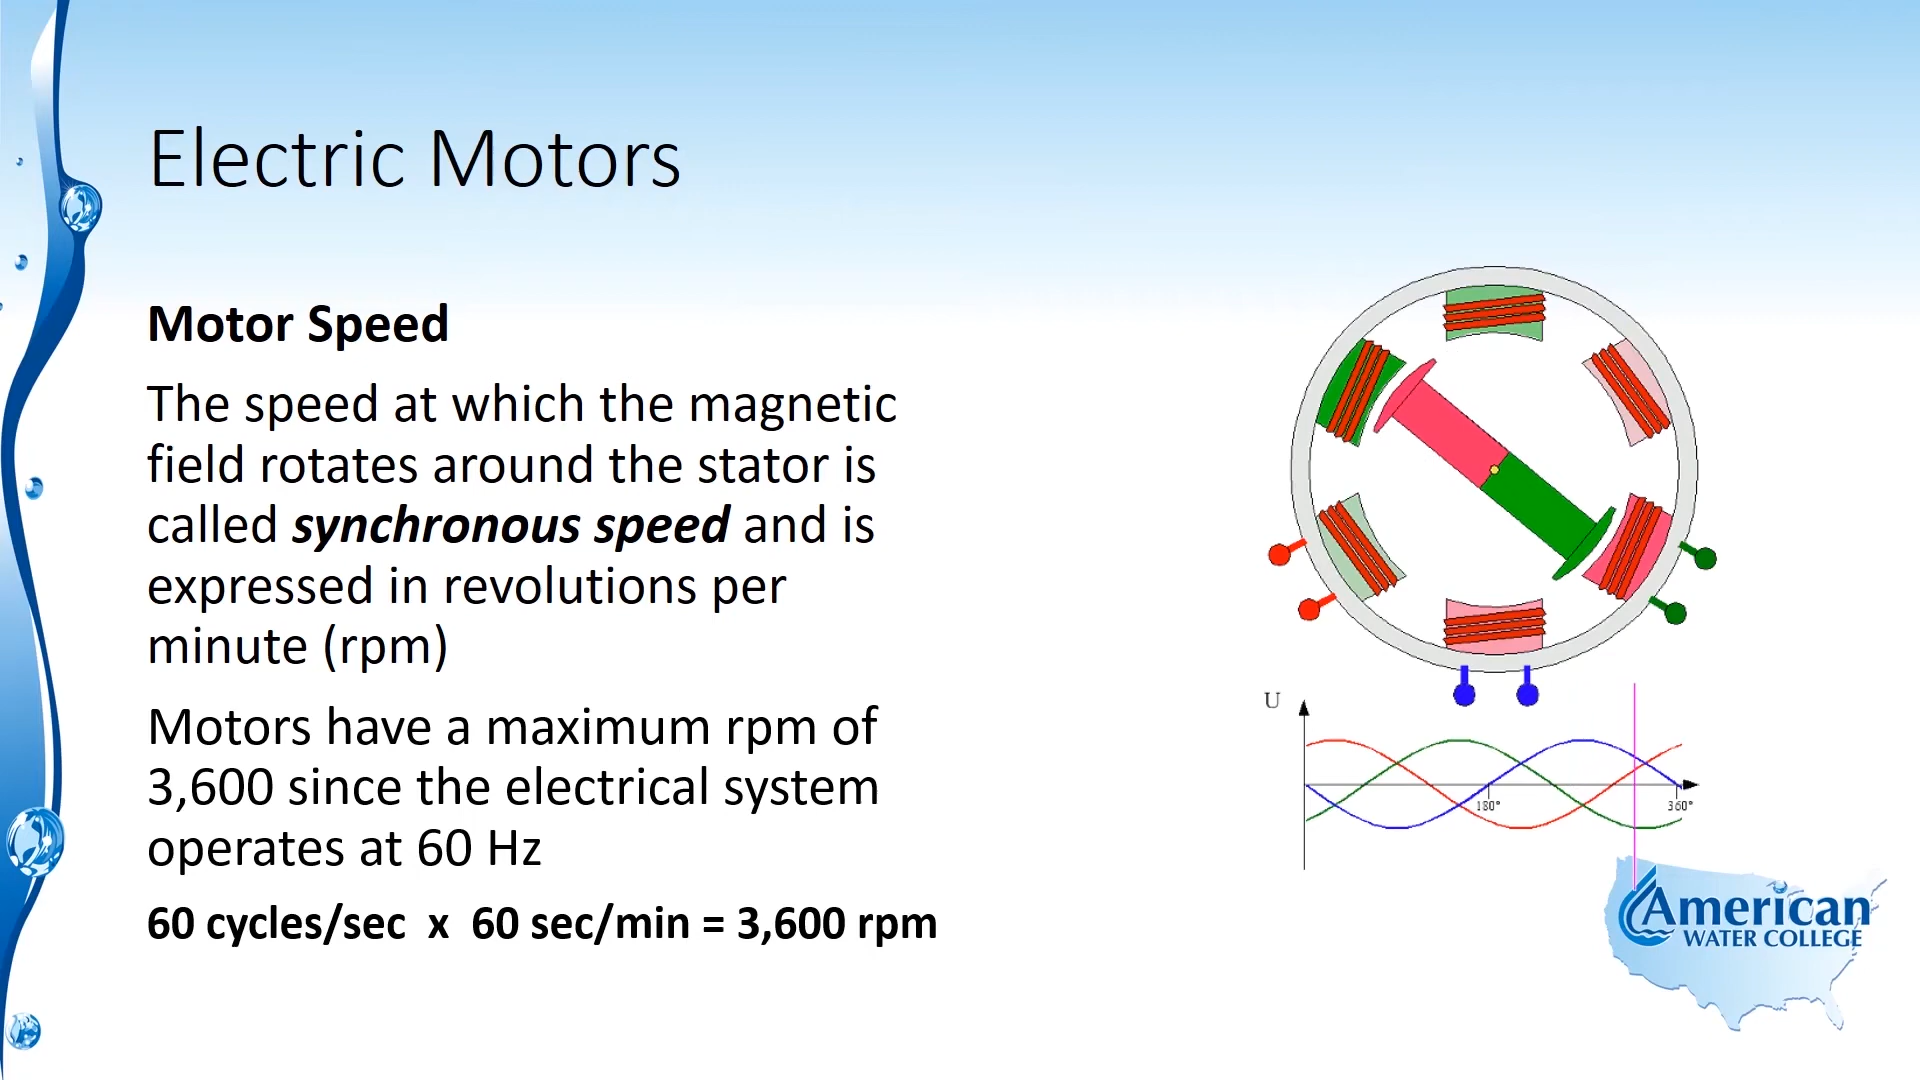 Electric Motors
Motor Speed
The speed at which the magnetic
field rotates around the stator is
called synchronous speed and is
expressed in revolutions per
minute (rpm)
Motors have a maximum rpm of
3,600 since the electrical system
operates at 60 Hz
60 cycles/sec x 60 sec/min = 3,600 rpm
U
180°
360°
American
WATER COLLEGE